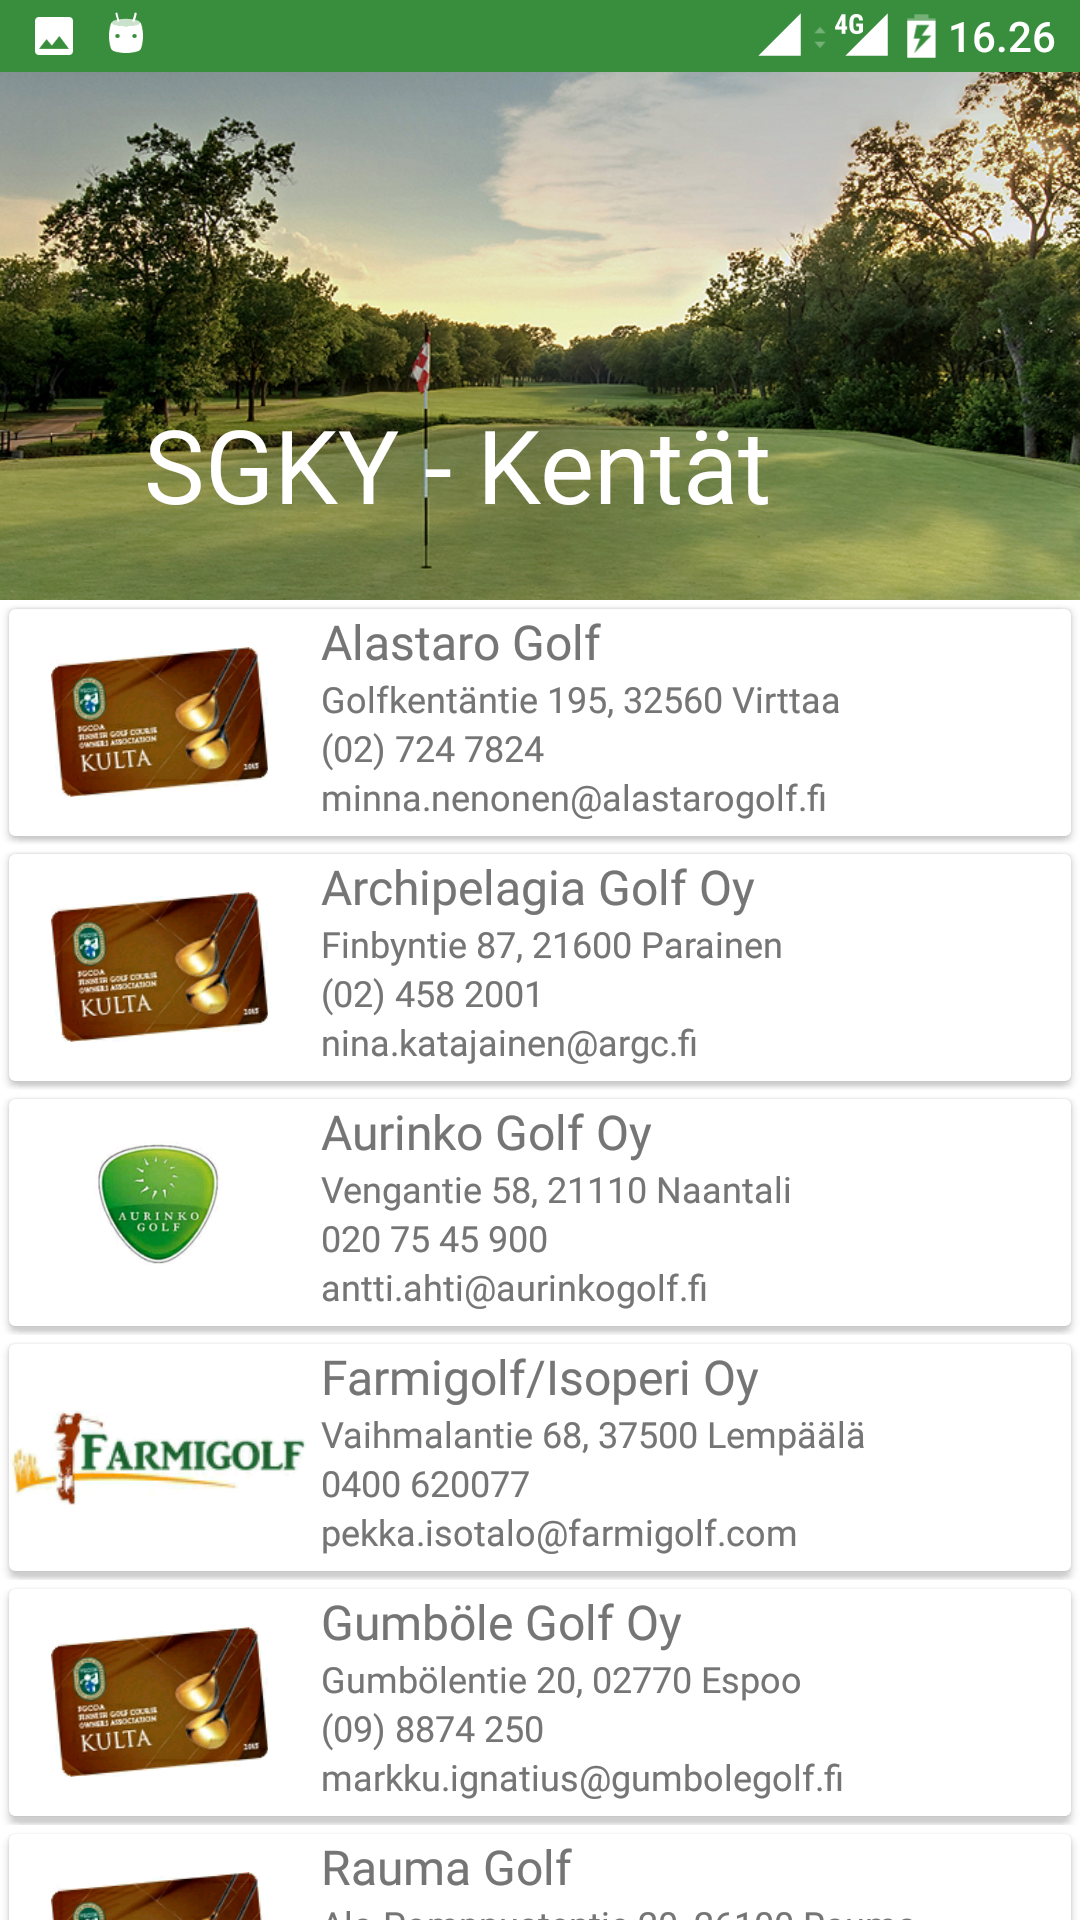 4G 16.26
SGKY - Kentät
Alastaro Golf
Golfkentäntie 195, 32560 Virttaa
(02) 724 7824
minna.nenonen@alastarogolf.fi
FGCOA
FINNISH GOLF COURSE
OWNERS ASSOCIATION
KULTA
2015
Archipelagia Golf Oy
Finbyntie 87, 21600 Parainen
(02) 458 2001
nina.katajainen@argc.fi
FGCOA
FINNISH GOLF COURSE
OWNERS ASSOCIATION
KULTA
2015
Aurinko Golf Oy
Vengantie 58, 21110 Naantali
020 75 45 900
antti.ahti@aurinkogolf.fi
AURINKO
GOLF
Farmigolf/Isoperi Oy
Vaihmalantie 68, 37500 Lempäälä
0400 620077
pekka.isotalo@farmigolf.com
FARMIGOLF
Gumböle Golf Oy
Gumbölentie 20, 02770 Espoo
(09) 8874 250
markku.ignatius@gumbolegolf.fi
FGCOA
FINNISH GOLF COURSE
OWNERS ASSOCIATION
KULTA
2015
Rauma Golf